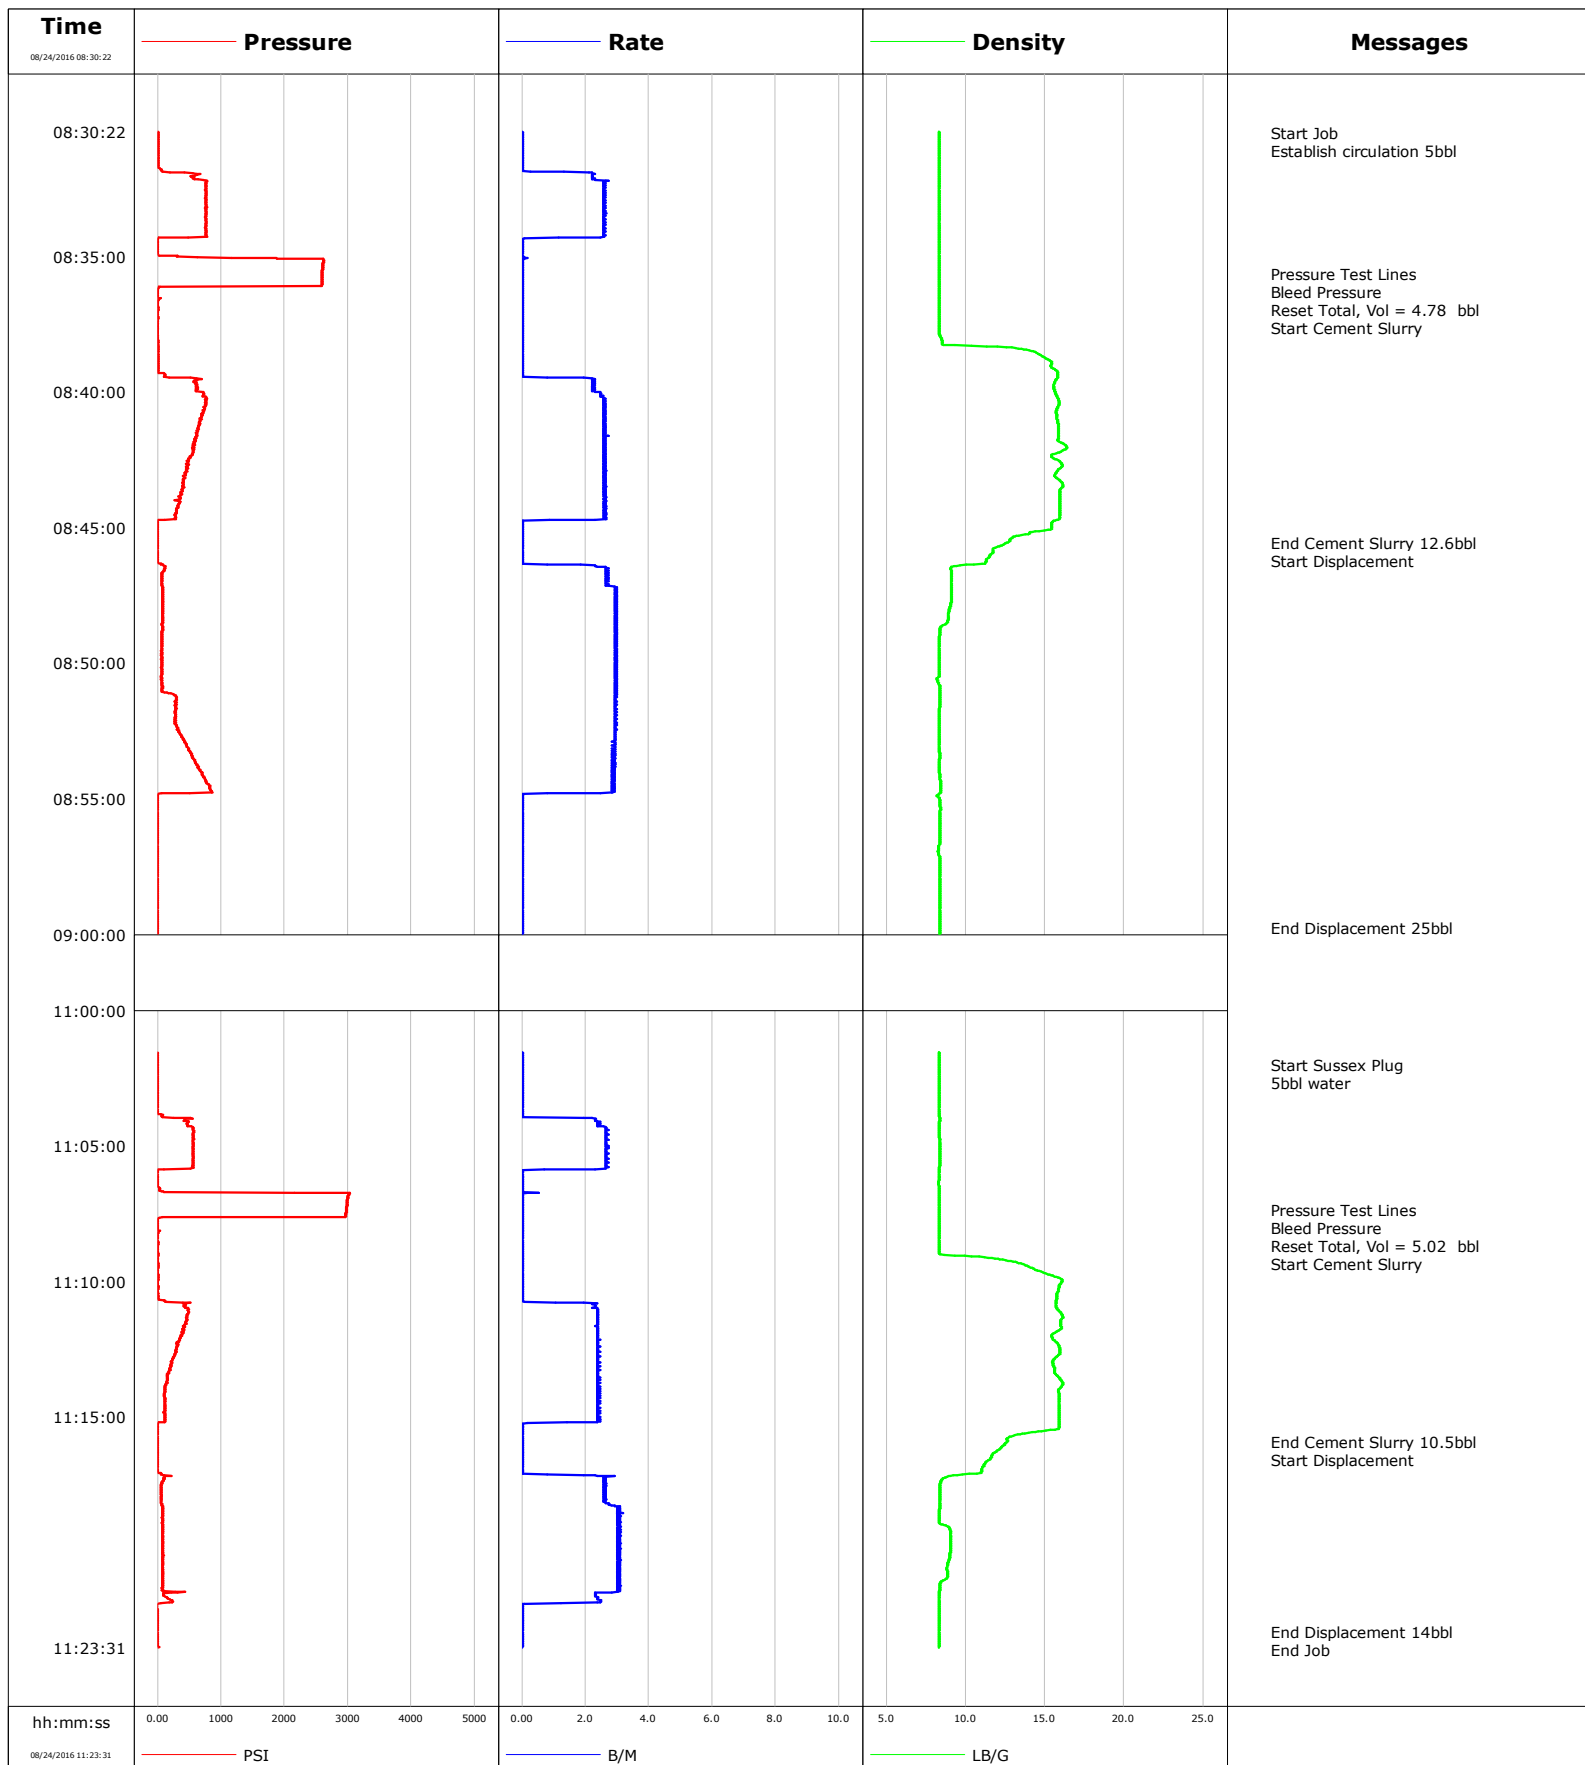 Time
08/24/2016 08:30:22
Pressure
Rate
Density
Messages
08:30:22
Start Job
Establish circulation 5bbl
08:35:00
Pressure Test Lines
Bleed Pressure
Reset Total, Vol = 4.78 bbl
Start Cement Slurry
08:40:00
08:45:00
End Cement Slurry 12.6bbl
Start Displacement
08:50:00
08:55:00
09:00:00
End Displacement 25bbl
11:00:00
Start Sussex Plug
5bbl water
11:05:00
Pressure Test Lines
Bleed Pressure
Reset Total, Vol = 5.02 bbl
Start Cement Slurry
11:10:00
11:15:00
End Cement Slurry 10.5bbl
Start Displacement
11:23:31
End Displacement 14bbl
End Job
hh:mm:ss
0.00 1000 2000 3000 4000 5000
0.00 2.0 4.0 6.0 8.0 10.0
5.0 10.0 15.0 20.0 25.0
08/24/2016 11:23:31
PSI
B/M
LB/G